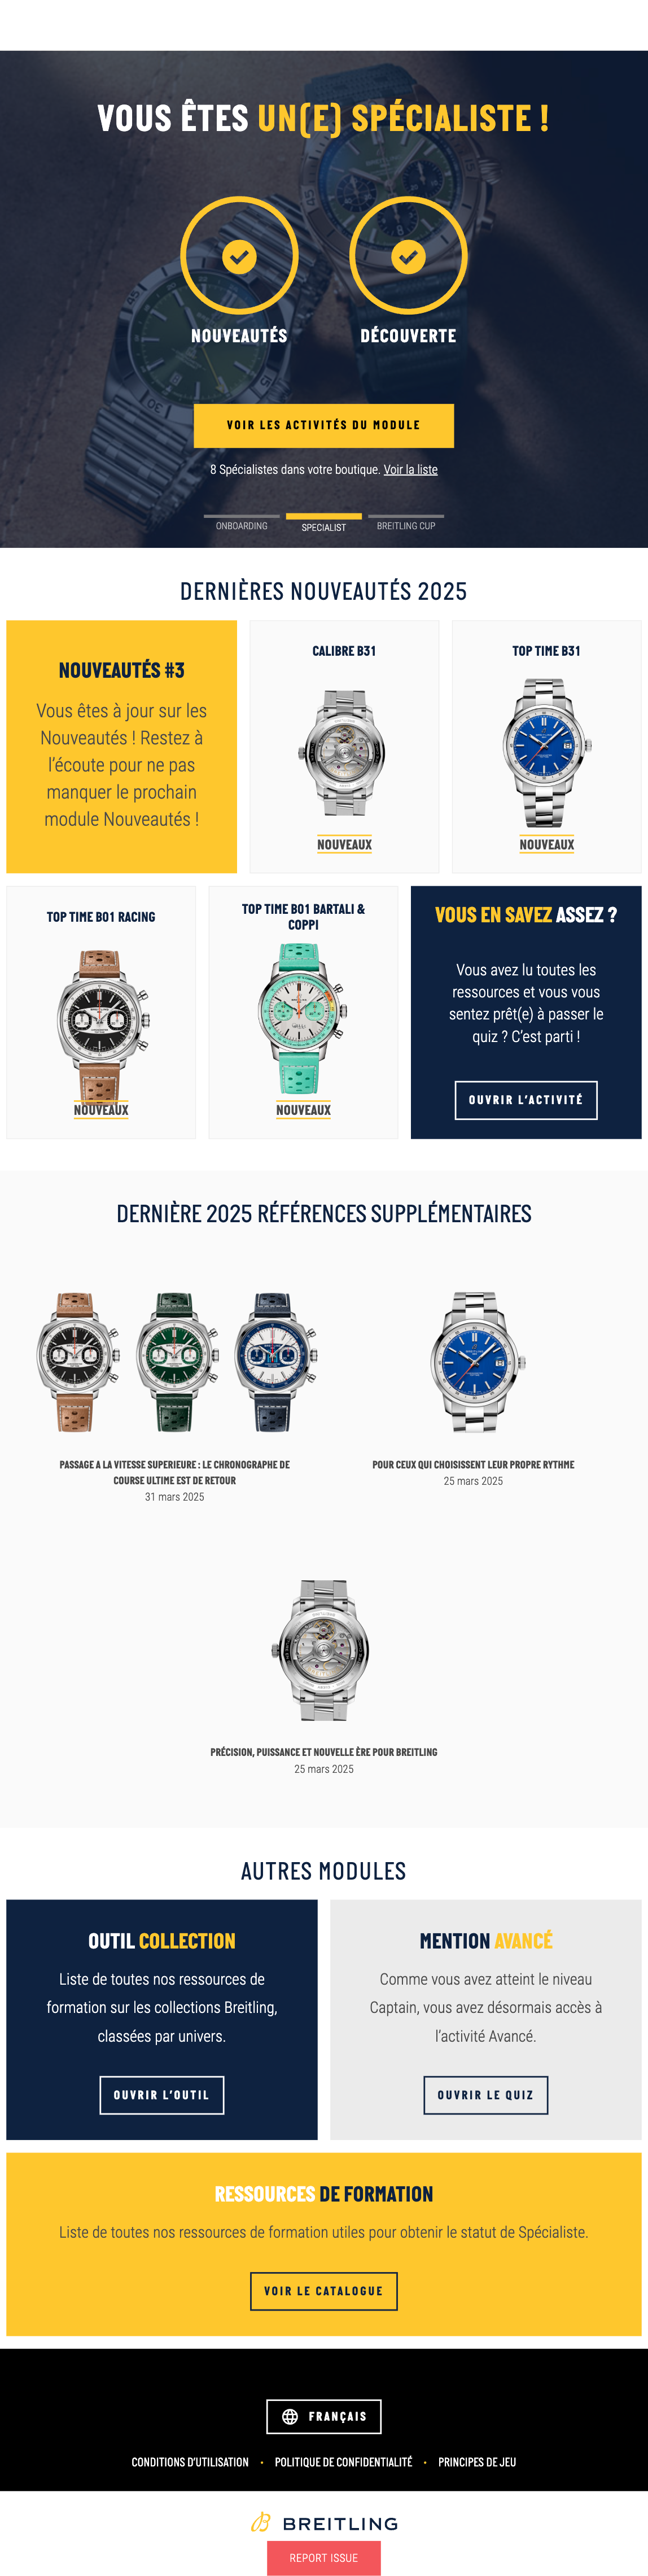 VOUS ÊTES UN(E) SPÉCIALISTE !
NOUVEAUTÉS
DÉCOUVERTE
VOIR LES ACTIVITÉS DU MODULE
8 Spécialistes dans votre boutique. Voir la liste
ONBOARDING
SPECIALIST
BREITLING CUP
DERNIÈRES NOUVEAUTÉS 2025
NOUVEAUTÉS #3
Vous êtes à jour sur les
Nouveautés ! Restez à
l'écoute pour ne pas
manquer le prochain
module Nouveautés !
CALIBRE B31
NOUVEAUX
TOP TIME B31
NOUVEAUX
TOP TIME B01 RACING
NOUVEAUX
TOP TIME B01 BARTALI &
COPPI
NOUVEAUX
VOUS EN SAVEZ ASSEZ ?
Vous avez lu toutes les
ressources et vous vous
sentez prêt(e) à passer le
quiz ? C'est parti !
OUVRIR L'ACTIVITÉ
DERNIÈRE 2025 RÉFÉRENCES SUPPLÉMENTAIRES
PASSAGE A LA VITESSE SUPERIEURE : LE CHRONOGRAPHE DE
COURSE ULTIME EST DE RETOUR
31 mars 2025
POUR CEUX QUI CHOISISSENT LEUR PROPRE RYTHME
25 mars 2025
PRÉCISION, PUISSANCE ET NOUVELLE ÈRE POUR BREITLING
25 mars 2025
AUTRES MODULES
OUTIL COLLECTION
Liste de toutes nos ressources de
formation sur les collections Breitling,
classées par univers.
OUVRIR L'OUTIL
MENTION AVANCÉ
Comme vous avez atteint le niveau
Captain, vous avez désormais accès à
l'activité Avancé.
OUVRIR LE QUIZ
RESSOURCES DE FORMATION
Liste de toutes nos ressources de formation utiles pour obtenir le statut de Spécialiste.
VOIR LE CATALOGUE
FRANÇAIS
CONDITIONS D'UTILISATION • POLITIQUE DE CONFIDENTIALITÉ • PRINCIPES DE JEU
BREITLING
REPORT ISSUE